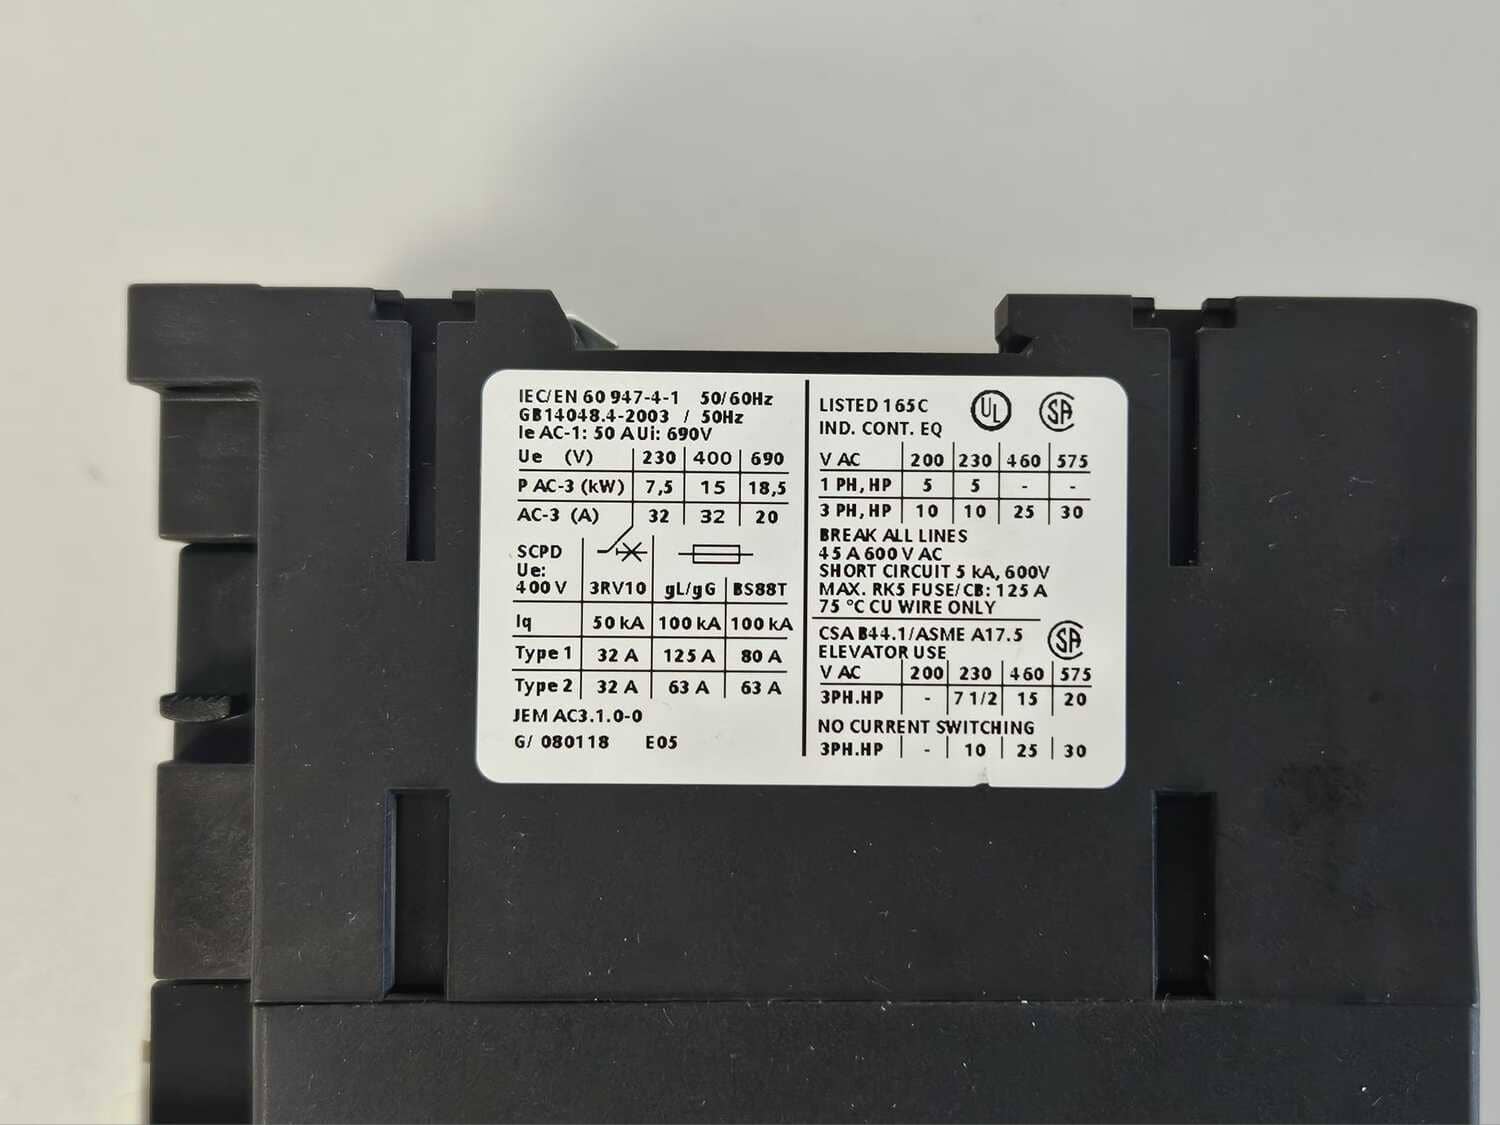 IEC/EN 60 947-4-1 50/60Hz
GB14048.4-2003 / 50Hz
Ie AC-1: 50 A Ui: 690V
Ue (V) 230 400 690
P AC-3 (kW) 7,5 15 18,5
AC-3 (A) 32 32 20
SCPD
Ue:
400 V 3RV10 gL/gG BS88T
Iq 50 kA 100 kA 100 kA
Type 1 32 A 125 A 80 A
Type 2 32 A 63 A 63 A
JEM AC3.1.0-0
G/ 080118 E05
LISTED 165C UL SA
IND. CONT. EQ
V AC 200 230 460 575
1 PH, HP 5 5 - -
3 PH, HP 10 10 25 30
BREAK ALL LINES
45 A 600 V AC
SHORT CIRCUIT 5 kA, 600V
MAX. RK5 FUSE/CB: 125 A
75 °C CU WIRE ONLY
CSA B44.1/ASME A17.5 SA
ELEVATOR USE
V AC 200 230 460 575
3PH.HP - 7 1/2 15 20
NO CURRENT SWITCHING
3PH.HP - 10 25 30